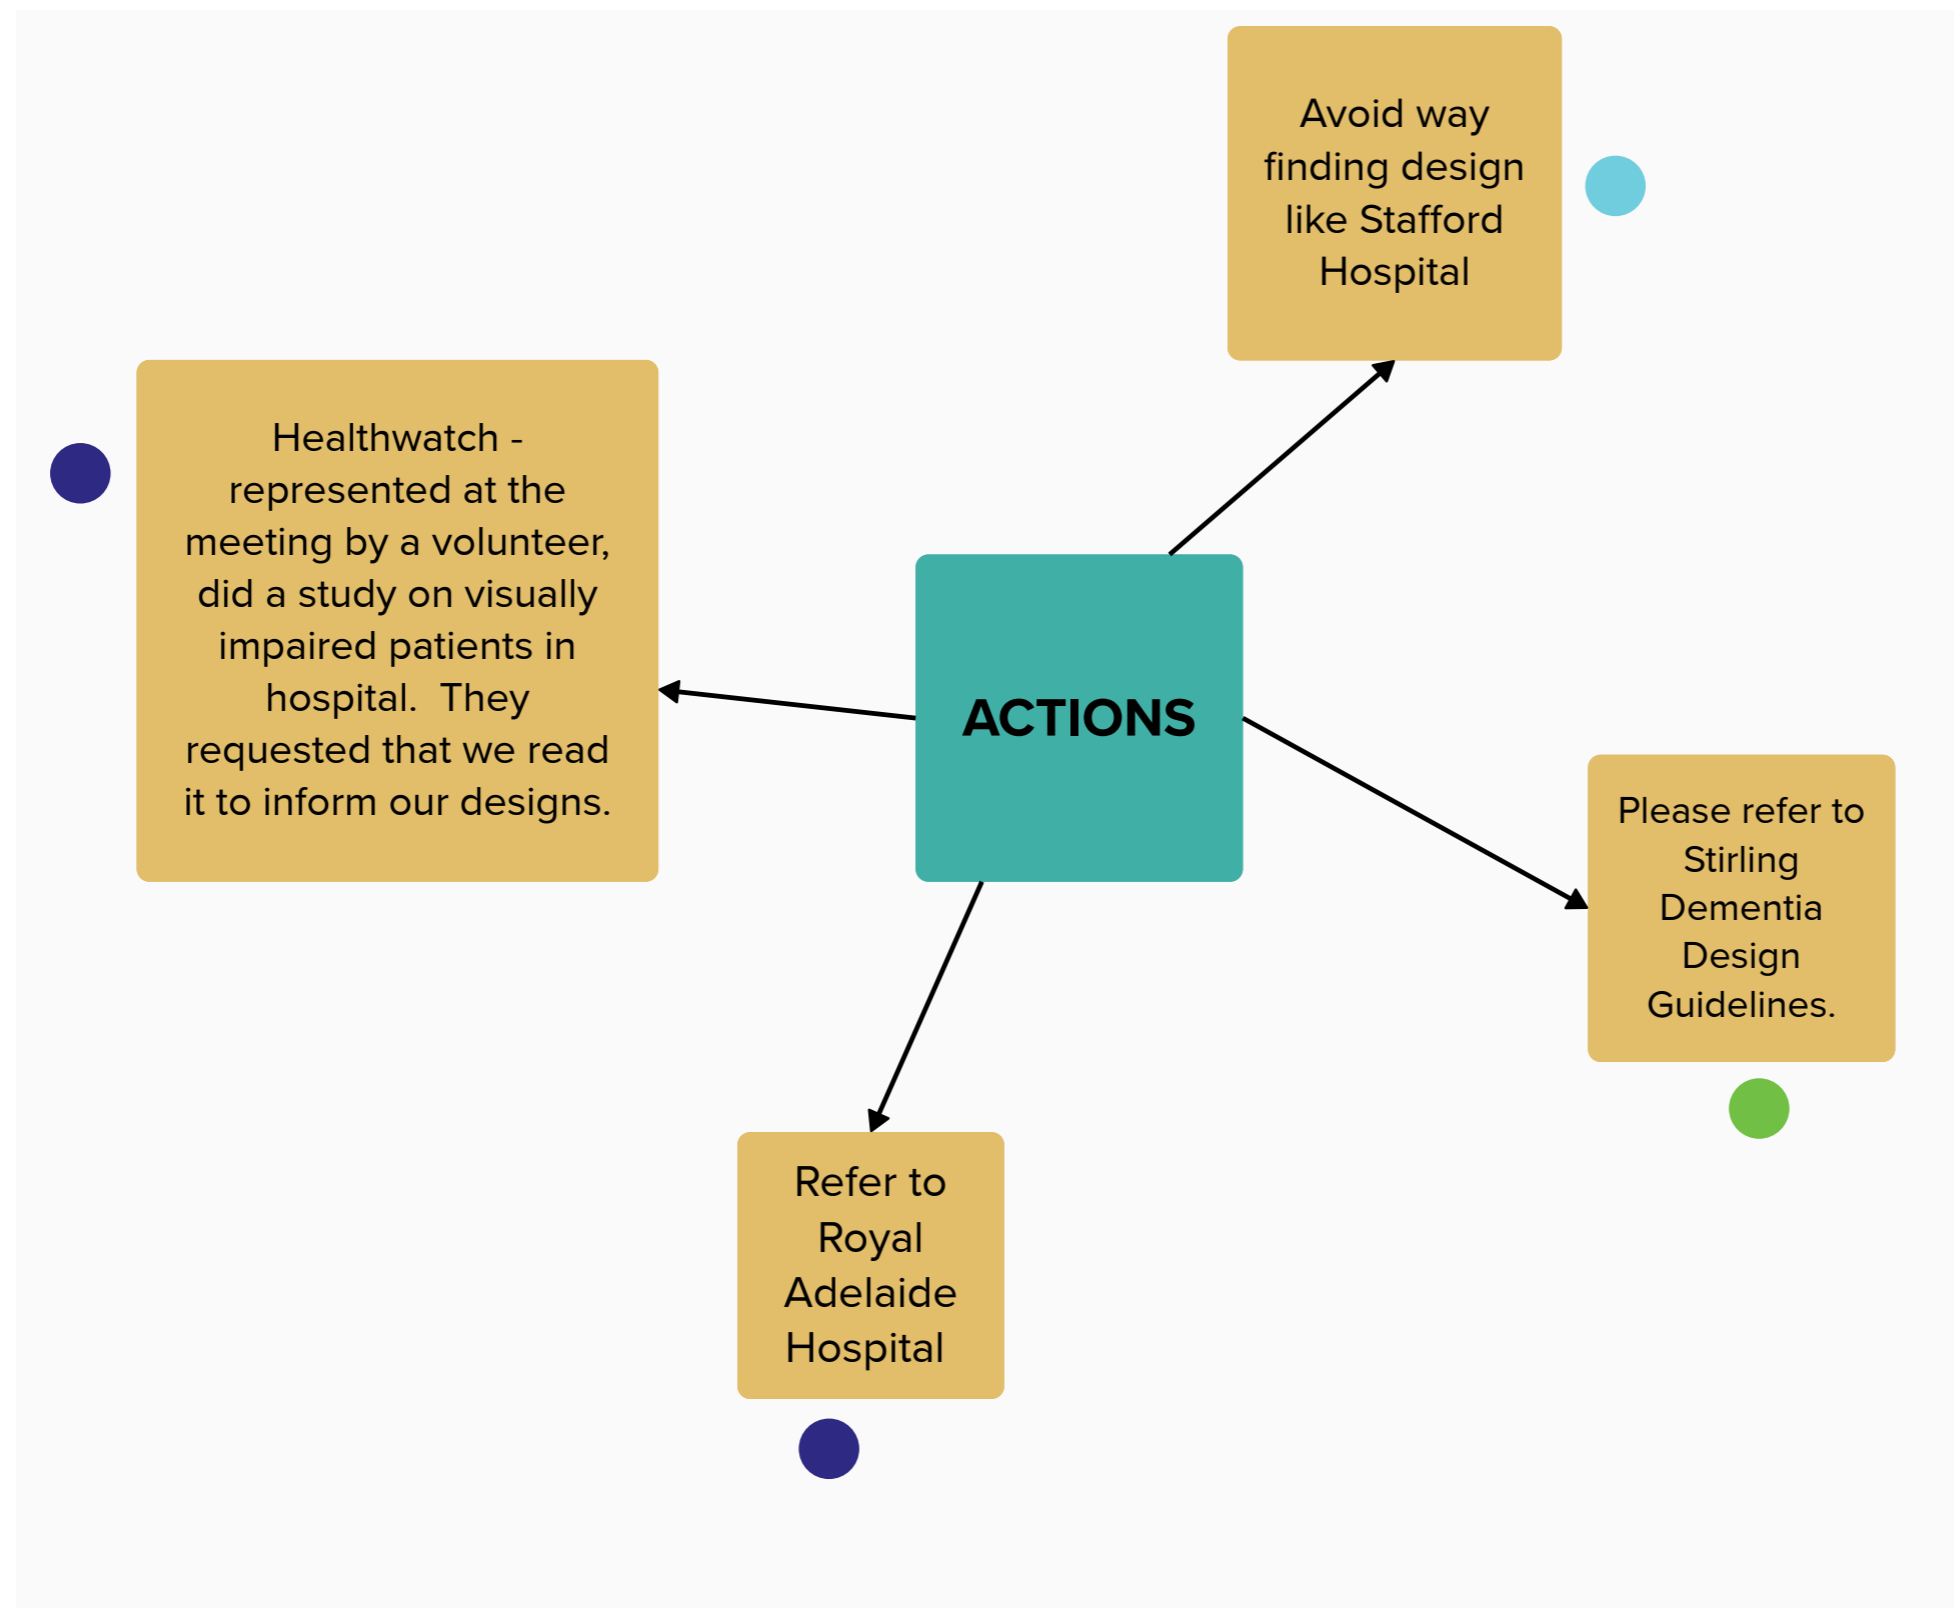 Avoid way
finding design
like Stafford
Hospital
Healthwatch -
represented at the
meeting by a volunteer,
did a study on visually
impaired patients in
hospital.  They
requested that we read
it to inform our designs.
ACTIONS
Please refer to
Stirling
Dementia
Design
Guidelines.
Refer to
Royal
Adelaide
Hospital